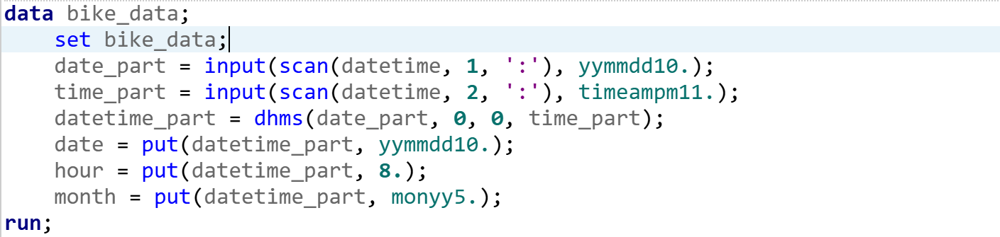 data bike_data;
    set bike_data;
    date_part = input(scan(datetime, 1, ':'), yymmdd10.);
    time_part = input(scan(datetime, 2, ':'), timeampm11.);
    datetime_part = dhms(date_part, 0, 0, time_part);
    date = put(datetime_part, yymmdd10.);
    hour = put(datetime_part, 8.);
    month = put(datetime_part, monyy5.);
run;